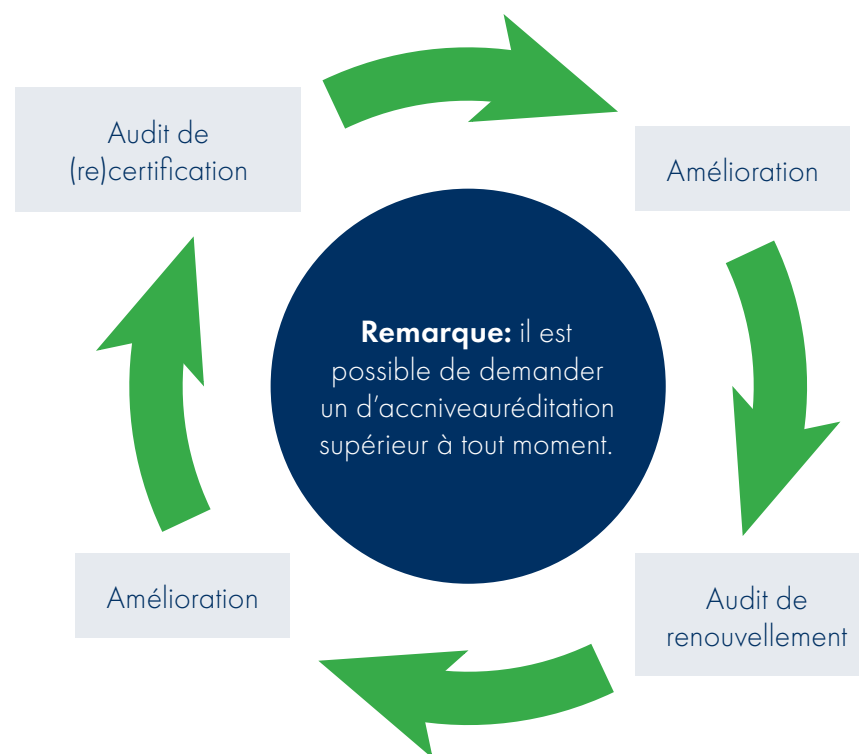 Audit de
(re)certification
Amélioration
Remarque: il est
possible de demander
un d’accniveauréditation
supérieur à tout moment.
Amélioration
Audit de
renouvellement